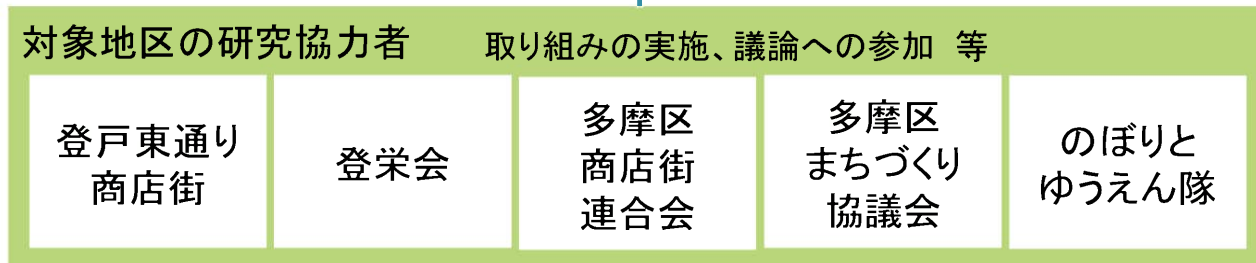 対象地区の研究協力者 取り組みの実施、議論への参加 等
登戸東通り
商店街
登栄会
多摩区
商店街
連合会
多摩区
まちづくり
協議会
のぼりと
ゆうえん隊